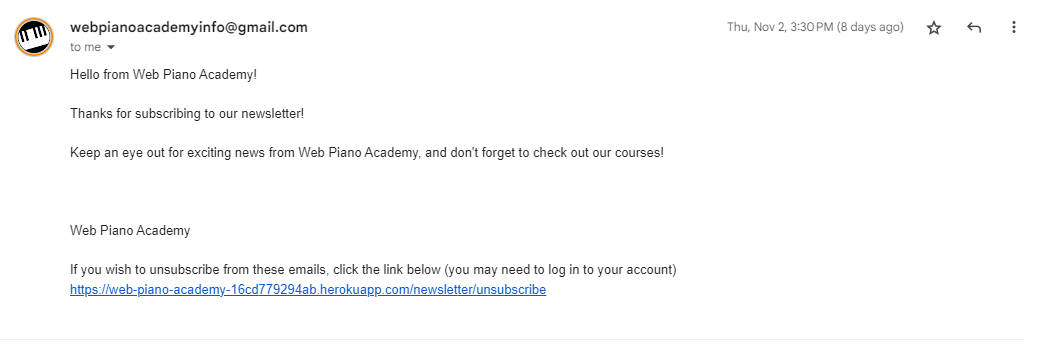 webpianoacademyinfo@gmail.com
Thu, Nov 2, 3:30 PM (8 days ago)
to me
Hello from Web Piano Academy!
Thanks for subscribing to our newsletter!
Keep an eye out for exciting news from Web Piano Academy, and don't forget to check out our courses!
Web Piano Academy
If you wish to unsubscribe from these emails, click the link below (you may need to log in to your account)
https://web-piano-academy-16cd779294ab.herokuapp.com/newsletter/unsubscribe